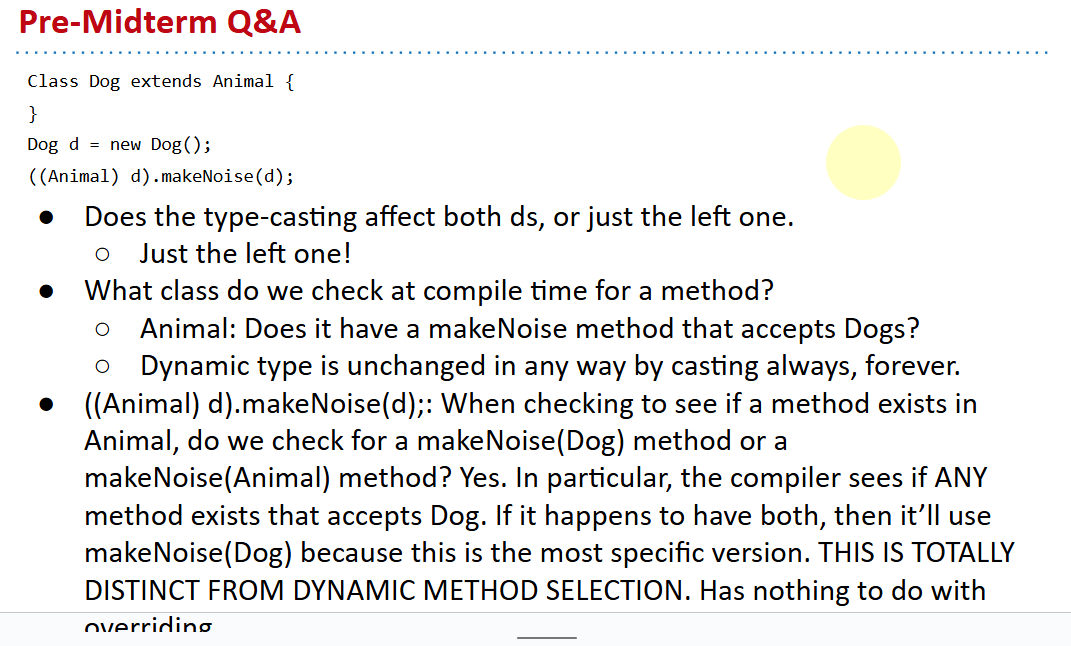 Pre-Midterm Q&A
Class Dog extends Animal {
}
Dog d = new Dog();
((Animal) d).makeNoise(d);
● Does the type-casting affect both ds, or just the left one.
○ Just the left one!
● What class do we check at compile time for a method?
○ Animal: Does it have a makeNoise method that accepts Dogs?
○ Dynamic type is unchanged in any way by casting always, forever.
● ((Animal) d).makeNoise(d);: When checking to see if a method exists in
Animal, do we check for a makeNoise(Dog) method or a
makeNoise(Animal) method? Yes. In particular, the compiler sees if ANY
method exists that accepts Dog. If it happens to have both, then it’ll use
makeNoise(Dog) because this is the most specific version. THIS IS TOTALLY
DISTINCT FROM DYNAMIC METHOD SELECTION. Has nothing to do with
overriding